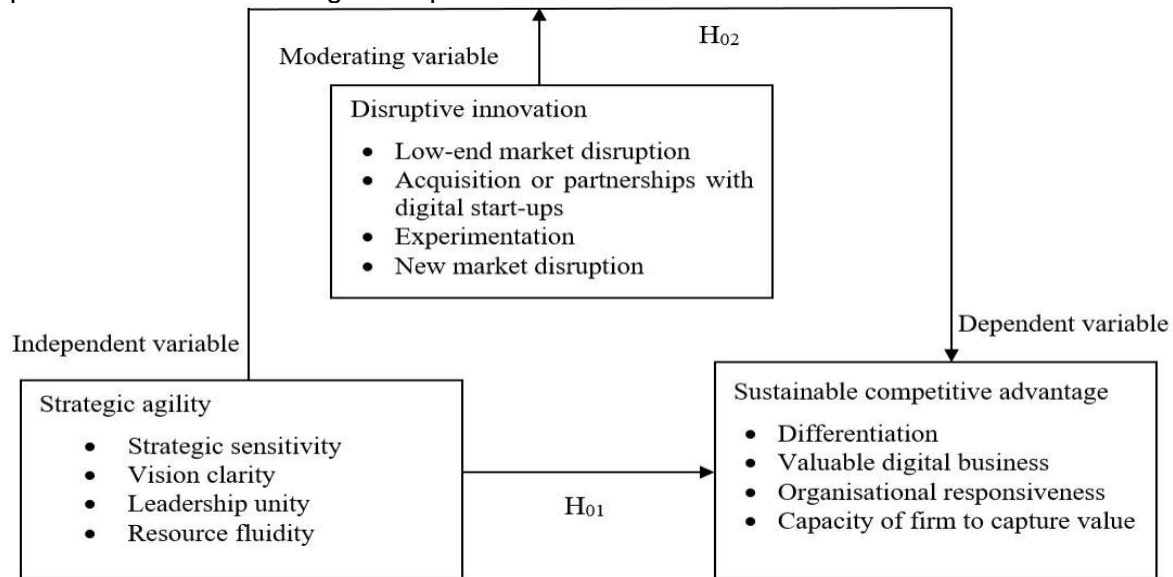 H02
Moderating variable
Disruptive innovation
• Low-end market disruption
• Acquisition or partnerships with
digital start-ups
• Experimentation
• New market disruption
Independent variable
Dependent variable
Strategic agility
• Strategic sensitivity
• Vision clarity
• Leadership unity
• Resource fluidity
H01
Sustainable competitive advantage
• Differentiation
• Valuable digital business
• Organisational responsiveness
• Capacity of firm to capture value